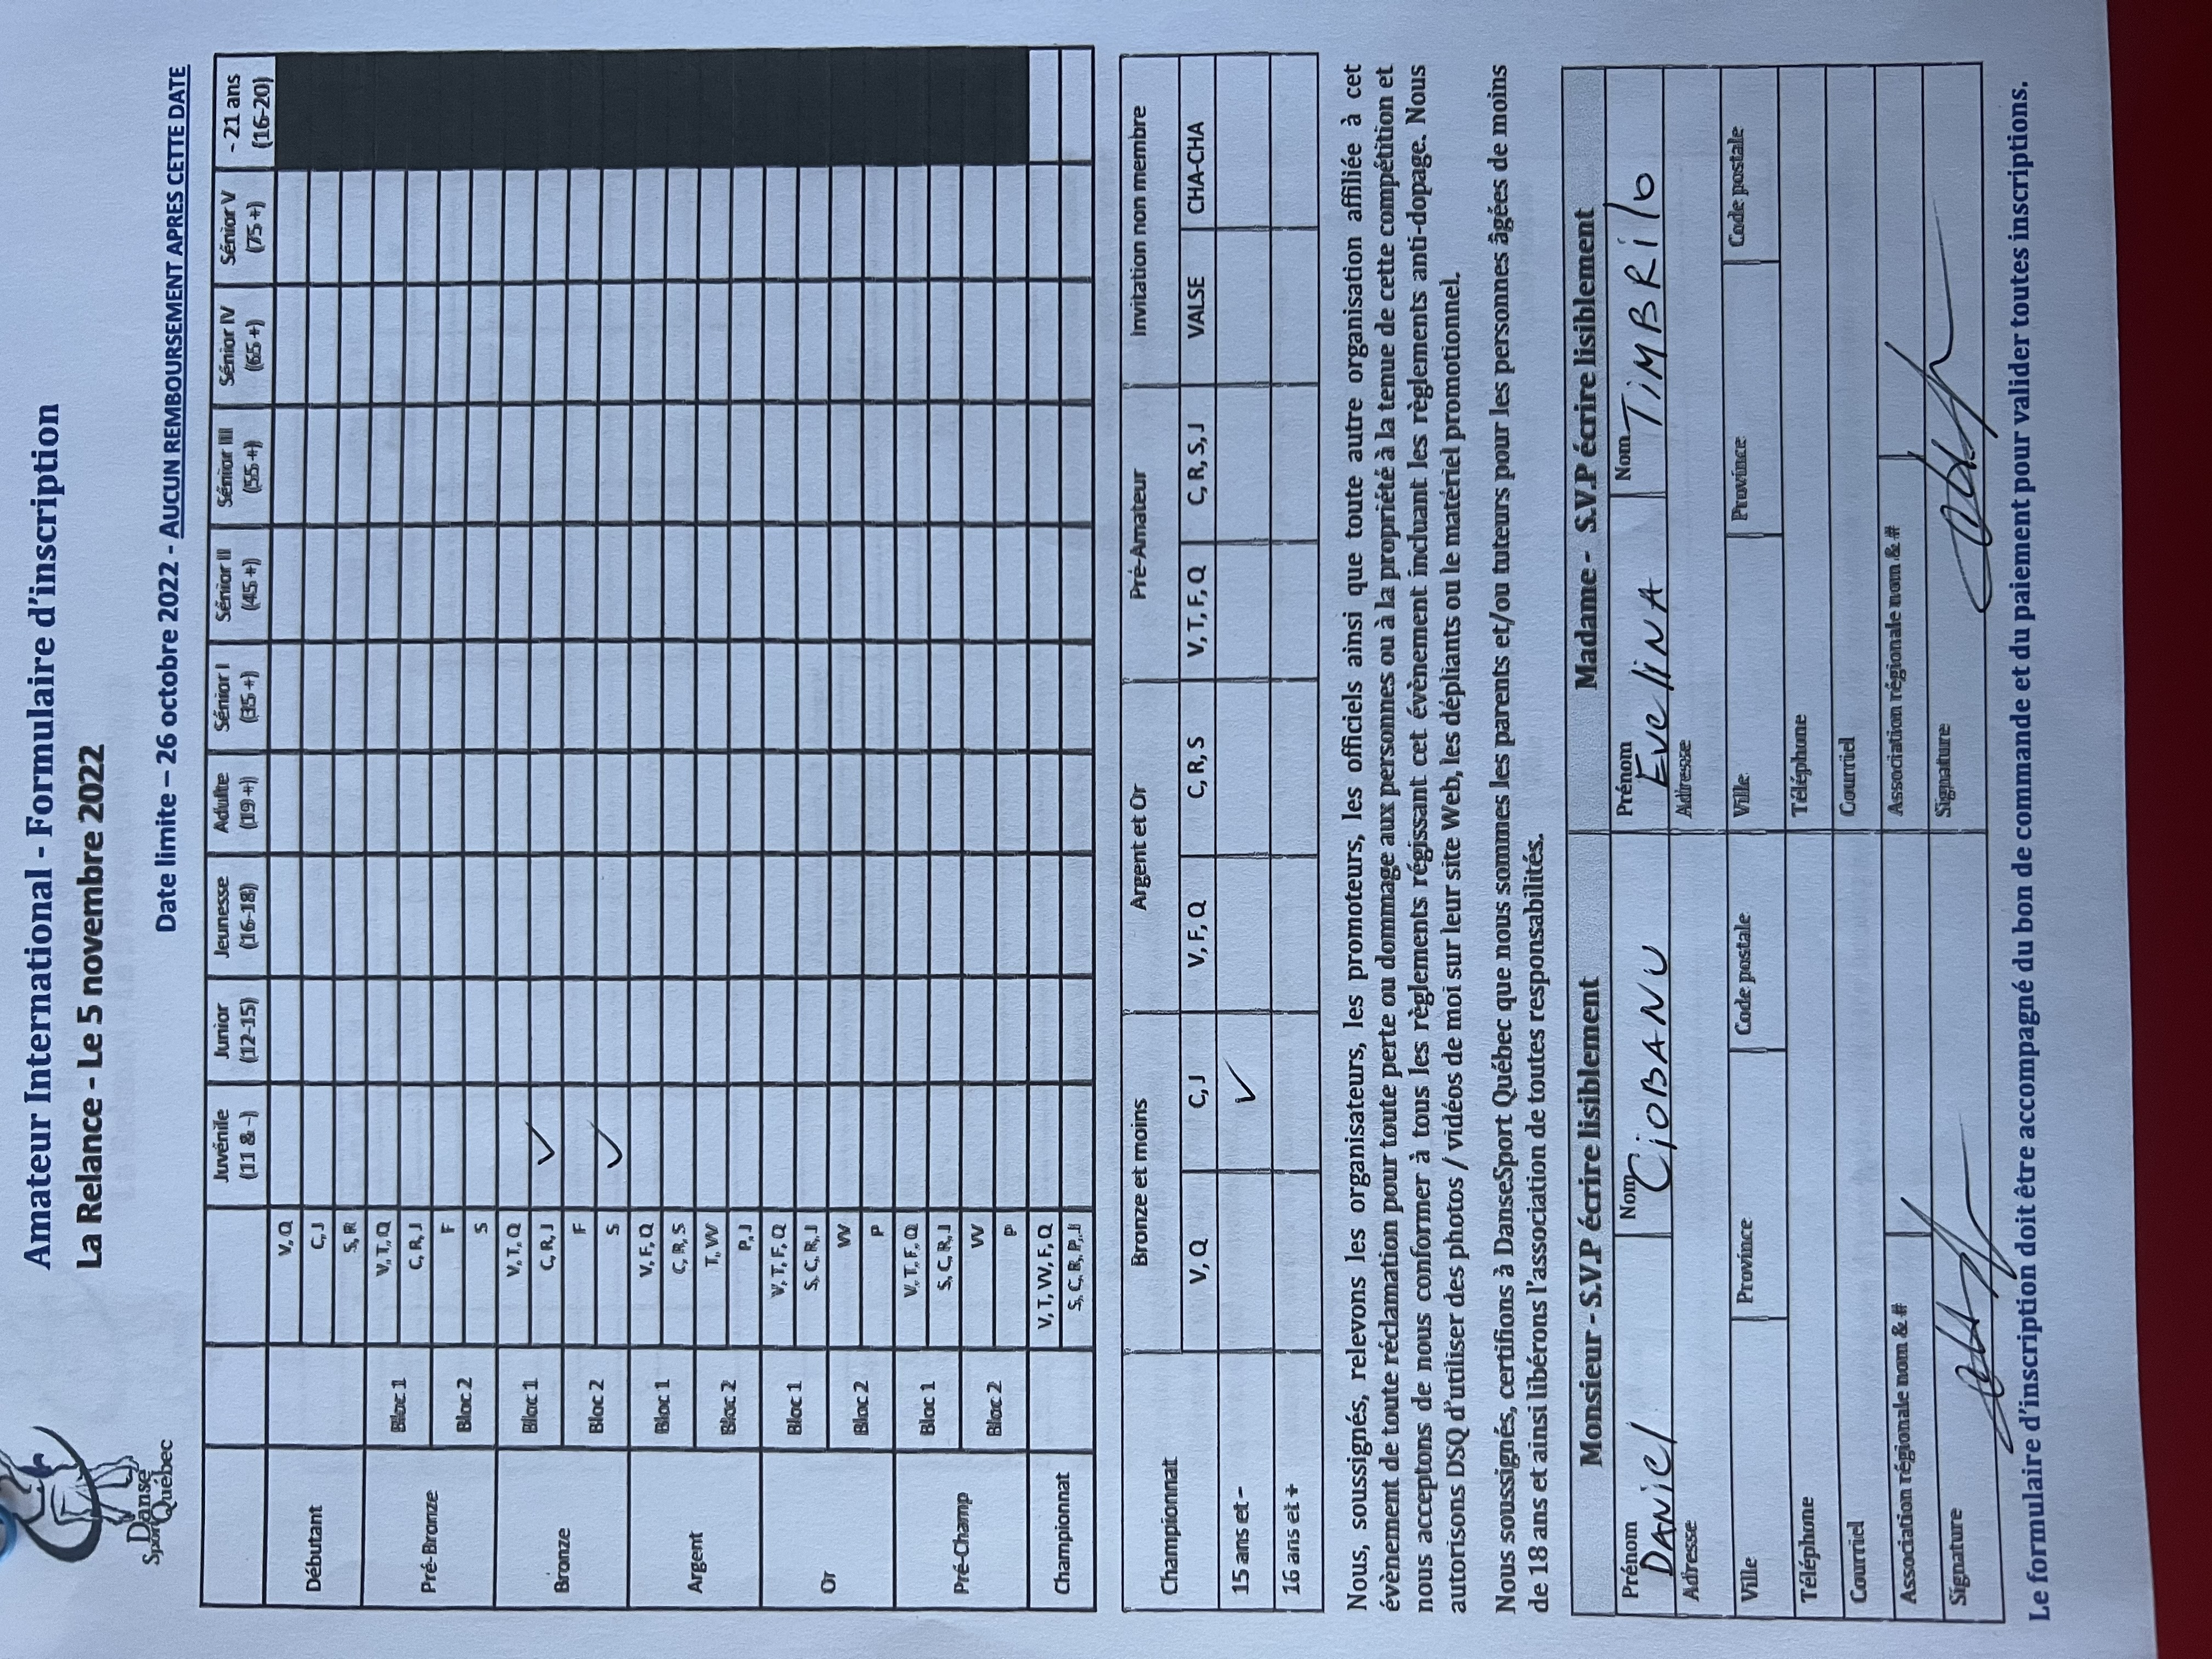 Danse
Sport Québec
Amateur International - Formulaire d'inscription
La Relance - Le 5 novembre 2022
Date limite – 26 octobre 2022 - AUCUN REMBOURSEMENT APRES CETTE DATE
Juvénile (11 & -) Junior (12-15) Jeunesse (16-18) Adulte (19+) Sénior I (35+) Sénior II (45+) Sénior III (55+) Sénior IV (65+) Sénior V (75+) - 21 ans (16-20)
Débutant V, Q
C, J
S, R
Pré-Bronze Bloc 1 V, T, Q
C, R, J
Bloc 2 F
S
Bronze Bloc 1 V, T, Q
C, R, J ✓
Bloc 2 F
S ✓
Argent Bloc 1 V, F, Q
C, R, S
Bloc 2 T, W
P, J
Or Bloc 1 V, T, F, Q
S, C, R, J
Bloc 2 W
P
Pré-Champ Bloc 1 V, T, F, Q
S, C, R, J
Bloc 2 W
P
Championnat V, T, W, F, Q
S, C, R, P, J
Championnat Bronze et moins Argent et Or Pré-Amateur Invitation non membre
V, Q C, J V, F, Q C, R, S V, T, F, Q C, R, S, J VALSE CHA-CHA
15 ans et - ✓
16 ans et +
Nous, soussignés, relevons les organisateurs, les promoteurs, les officiels ainsi que toute autre organisation affiliée à cet
évènement de toute réclamation pour toute perte ou dommage aux personnes ou à la propriété à la tenue de cette compétition et
nous acceptons de nous conformer à tous les règlements régissant cet évènement incluant les règlements anti-dopage. Nous
autorisons DSQ d'utiliser des photos / vidéos de moi sur leur site Web, les dépliants ou le matériel promotionnel.
Nous soussignés, certifions à DanseSport Québec que nous sommes les parents et/ou tuteurs pour les personnes âgées de moins
de 18 ans et ainsi libérons l'association de toutes responsabilités.
Monsieur - S.V.P écrire lisiblement Madame - S.V.P écrire lisiblement
Prénom Nom Prénom Nom
DANiEl CiOBANU EvelINA TiMBRilo
Adresse Adresse
Ville Province Code postale Ville Province Code postale
Téléphone Téléphone
Courriel Courriel
Association régionale nom & # Association régionale nom & #
Signature Signature
Le formulaire d'inscription doit être accompagné du bon de commande et du paiement pour valider toutes inscriptions.